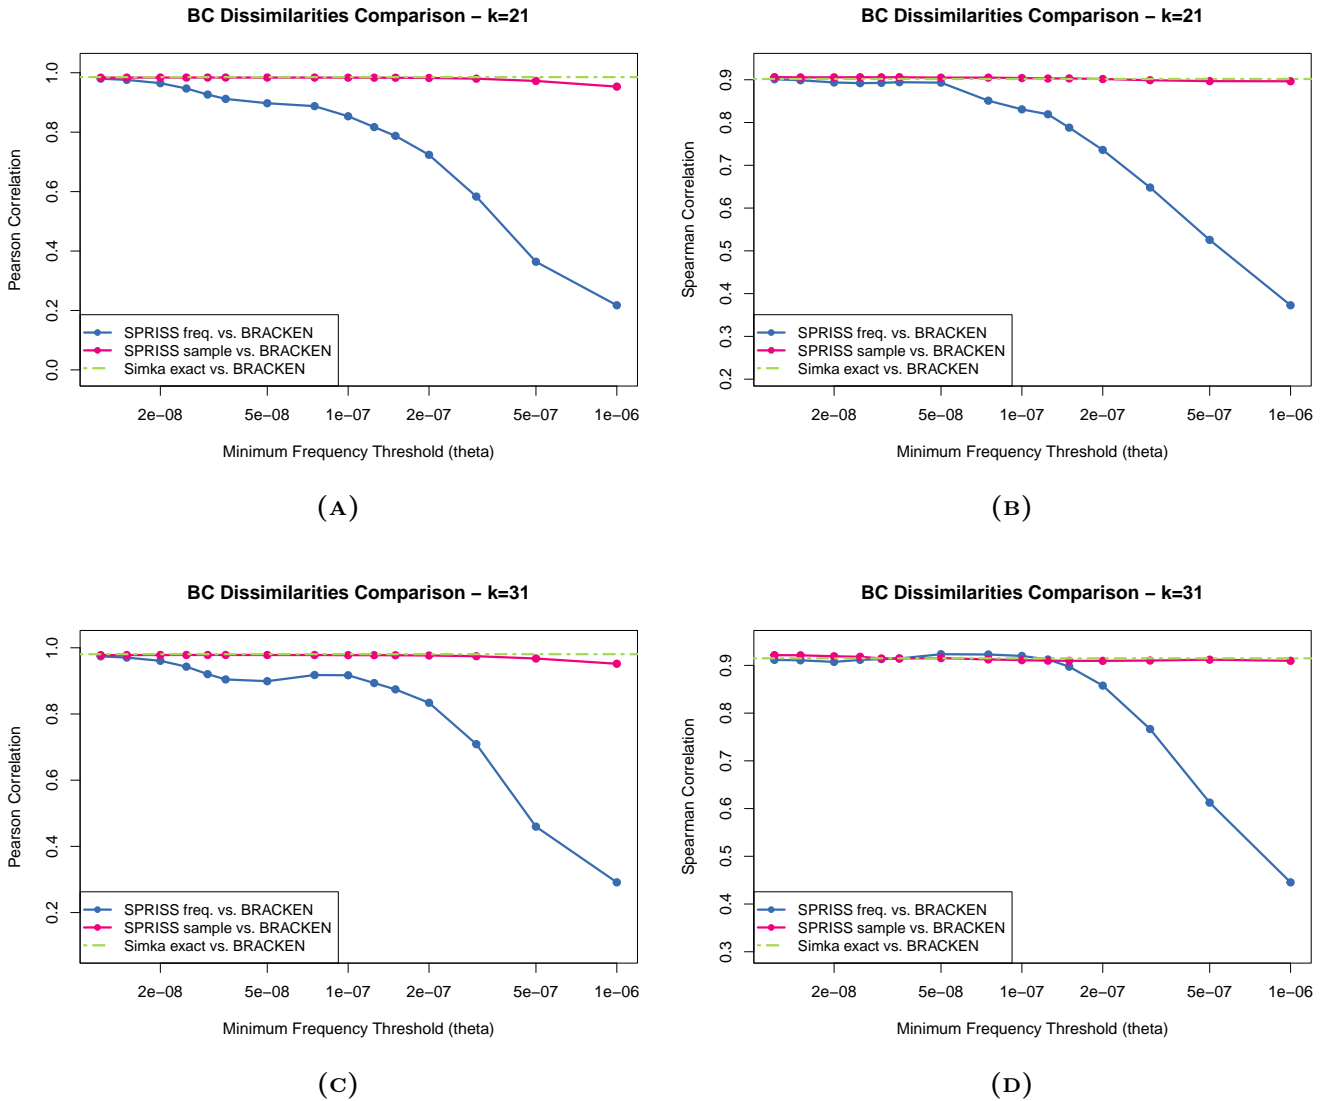 BC Dissimilarities Comparison − k=21
Pearson Correlation
1.0
0.8
0.6
0.4
0.2
0.0
SPRISS freq. vs. BRACKEN
SPRISS sample vs. BRACKEN
Simka exact vs. BRACKEN
2e−08 5e−08 1e−07 2e−07 5e−07 1e−06
Minimum Frequency Threshold (theta)
(A)
BC Dissimilarities Comparison − k=21
Spearman Correlation
0.9
0.8
0.7
0.6
0.5
0.4
0.3
0.2
SPRISS freq. vs. BRACKEN
SPRISS sample vs. BRACKEN
Simka exact vs. BRACKEN
2e−08 5e−08 1e−07 2e−07 5e−07 1e−06
Minimum Frequency Threshold (theta)
(B)
BC Dissimilarities Comparison − k=31
Pearson Correlation
1.0
0.8
0.6
0.4
0.2
SPRISS freq. vs. BRACKEN
SPRISS sample vs. BRACKEN
Simka exact vs. BRACKEN
2e−08 5e−08 1e−07 2e−07 5e−07 1e−06
Minimum Frequency Threshold (theta)
(C)
BC Dissimilarities Comparison − k=31
Spearman Correlation
0.9
0.8
0.7
0.6
0.5
0.4
0.3
SPRISS freq. vs. BRACKEN
SPRISS sample vs. BRACKEN
Simka exact vs. BRACKEN
2e−08 5e−08 1e−07 2e−07 5e−07 1e−06
Minimum Frequency Threshold (theta)
(D)